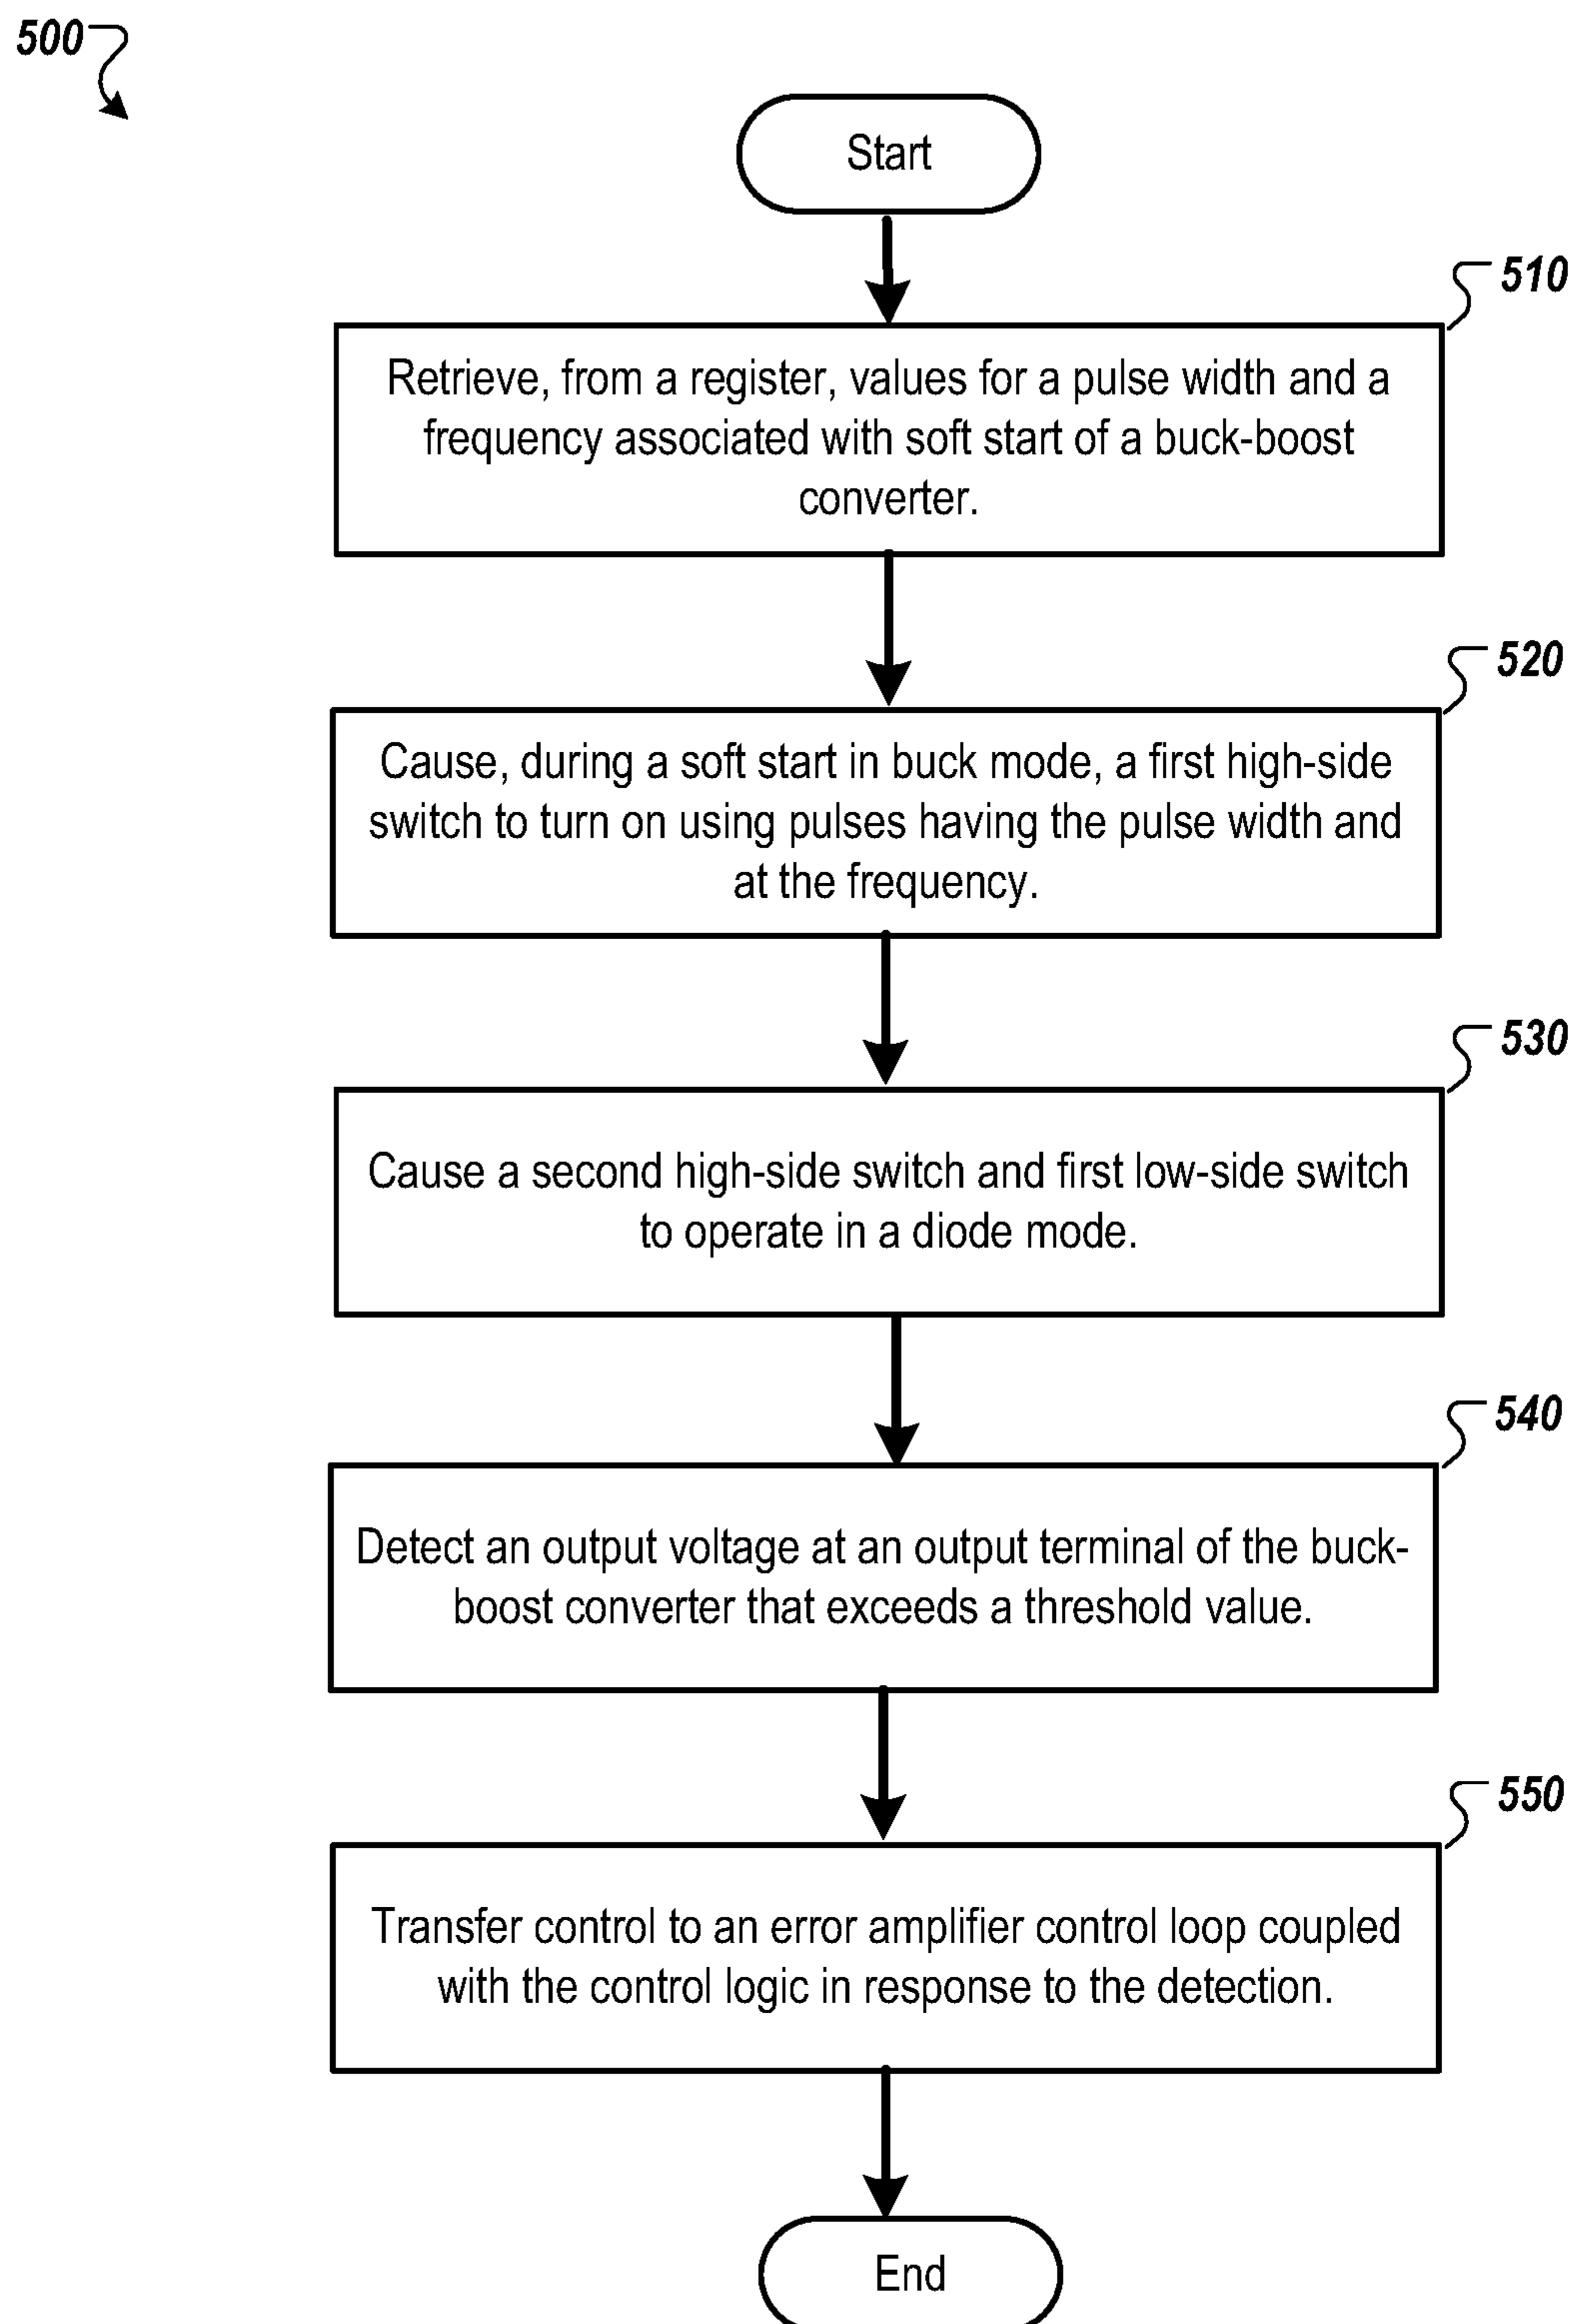 500
Start
510
Retrieve, from a register, values for a pulse width and a
frequency associated with soft start of a buck-boost
converter.
520
Cause, during a soft start in buck mode, a first high-side
switch to turn on using pulses having the pulse width and
at the frequency.
530
Cause a second high-side switch and first low-side switch
to operate in a diode mode.
540
Detect an output voltage at an output terminal of the buck-
boost converter that exceeds a threshold value.
550
Transfer control to an error amplifier control loop coupled
with the control logic in response to the detection.
End